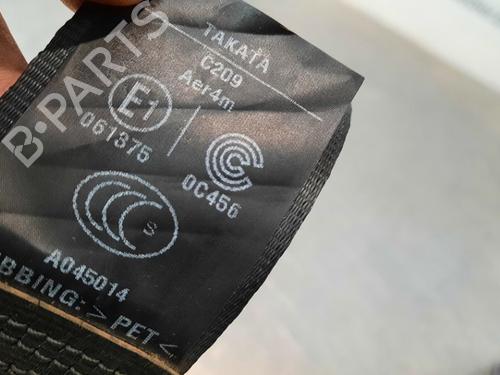 TAKATA
C209
Aer4m
E1
061375
0C456
S
A045014
BBING: > PET <
B-PARTS